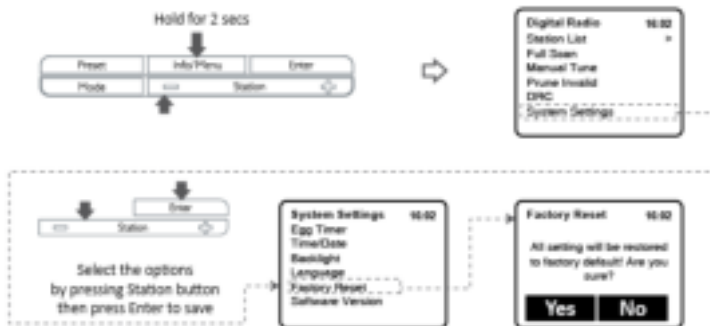 Hold for 2 secs
Preset Info/Menu Enter
Mode Station
Digital Radio 16:02
Station List >
Full Scan
Manual Tune
Prune Invalid
DRC
System Settings
Enter
Station
Select the options
by pressing Station button
then press Enter to save
System Settings 16:02
Egg Timer
Time/Date
Backlight
Language
Factory Reset
Software Version
Factory Reset 16:02
All setting will be restored
to factory default! Are you
sure?
Yes No